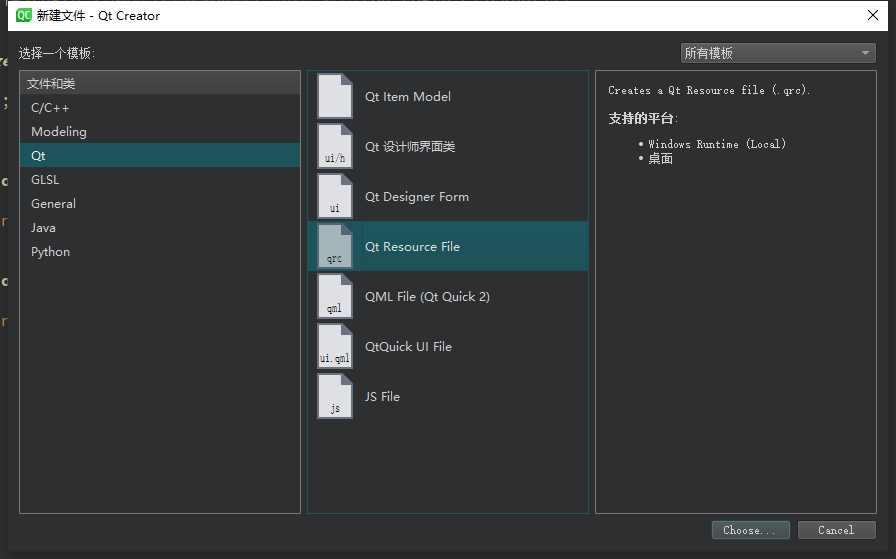 QC 新建文件 - Qt Creator
选择一个模板:
所有模板
文件和类
C/C++
Modeling
Qt
GLSL
General
Java
Python
Qt Item Model
ui/h
Qt 设计师界面类
ui
Qt Designer Form
qrc
Qt Resource File
qml
QML File (Qt Quick 2)
ui.qml
QtQuick UI File
js
JS File
Creates a Qt Resource file (.qrc).
支持的平台:
• Windows Runtime (Local)
• 桌面
Choose...
Cancel